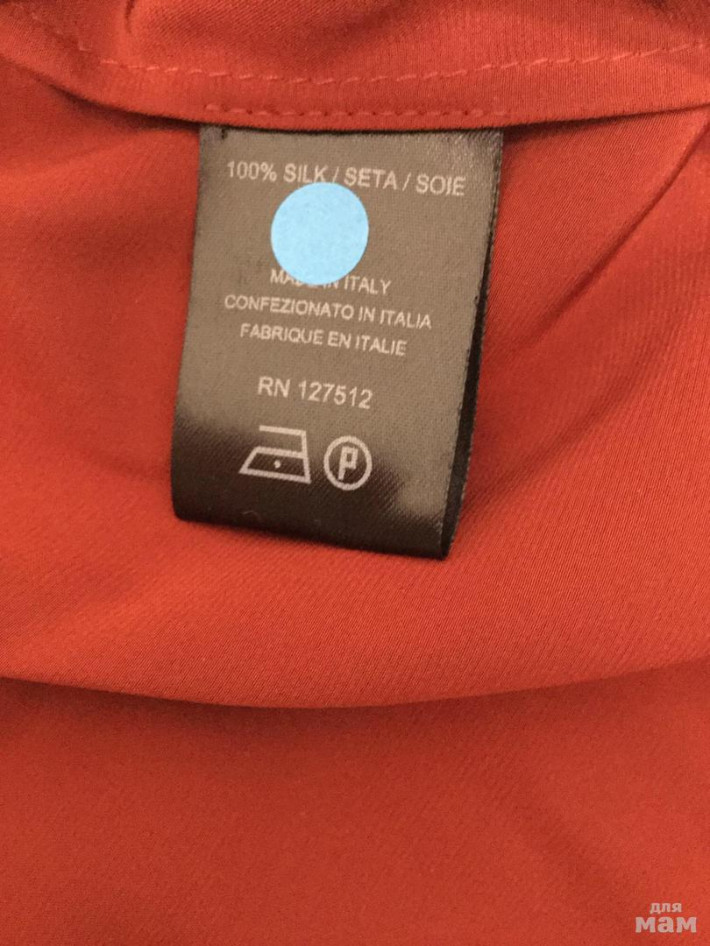 100% SILK / SETA / SOIE
MADE IN ITALY
CONFEZIONATO IN ITALIA
FABRIQUE EN ITALIE
RN 127512
P
для
мам